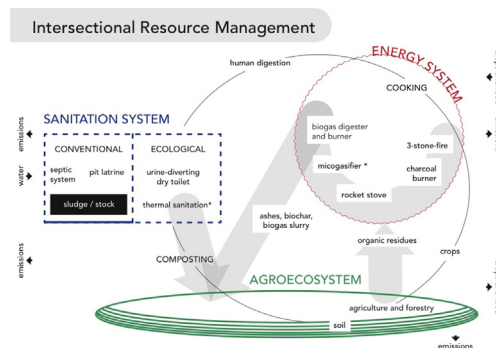 Intersectional Resource Management
ENERGY SYSTEM
human digestion
COOKING
SANITATION SYSTEM
emissions
water
emissions
CONVENTIONAL
ECOLOGICAL
septic
system
pit latrine
urine-diverting
dry toilet
sludge / stock
thermal sanitation*
biogas digester
and burner
3-stone-fire
micogasifier *
charcoal
burner
rocket stove
ashes, biochar,
biogas slurry
organic residues
crops
COMPOSTING
AGROECOSYSTEM
agriculture and forestry
soil
emissions